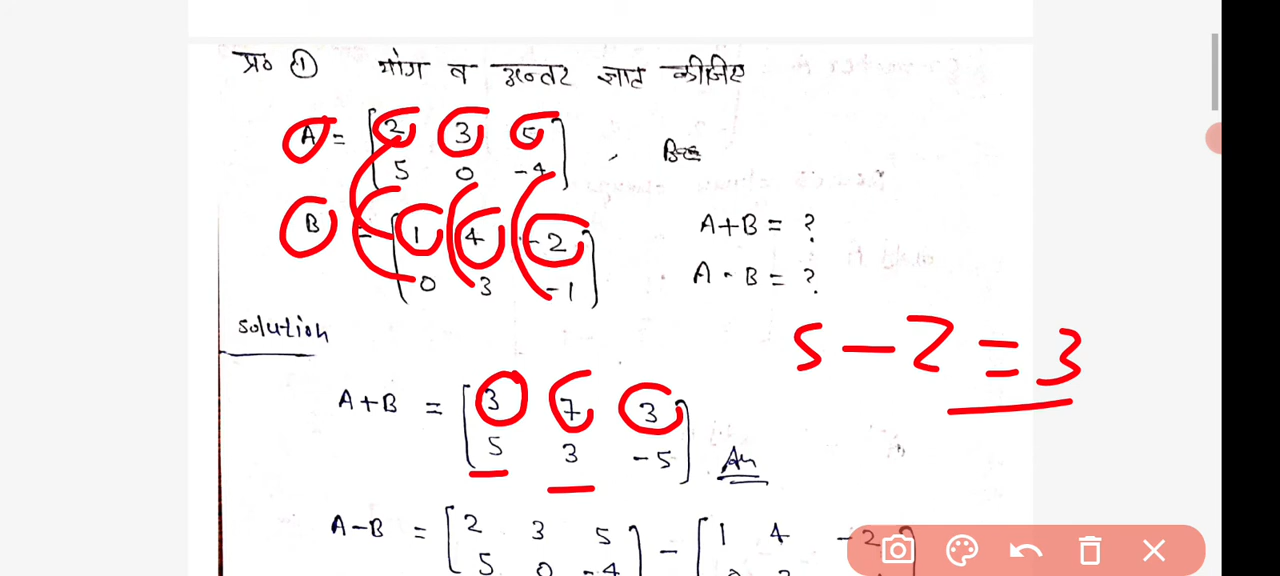 प्र० ① योग व अन्तर ज्ञात कीजिए
A = [2 3 5
5 0 -4] ,
B = [1 4 -2
0 3 -1]
A+B = ?
A - B = ?
solution
5 - 2 = 3
A+B = [3 7 3
5 3 -5] Ans
A-B = [2 3 5
5 0 -4] - [1 4 -2